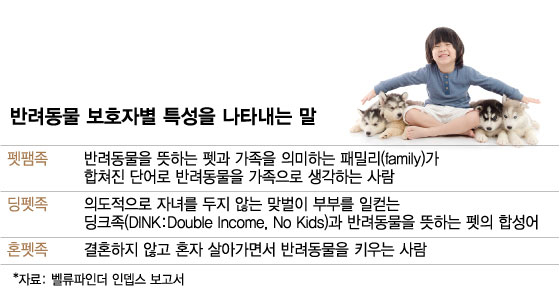 반려동물 보호자별 특성을 나타내는 말
펫팸족 반려동물을 뜻하는 펫과 가족을 의미하는 패밀리(family)가
합쳐진 단어로 반려동물을 가족으로 생각하는 사람
딩펫족 의도적으로 자녀를 두지 않는 맞벌이 부부를 일컫는
딩크족(DINK:Double Income, No Kids)과 반려동물을 뜻하는 펫의 합성어
혼펫족 결혼하지 않고 혼자 살아가면서 반려동물을 키우는 사람
*자료: 벨류파인더 인뎁스 보고서